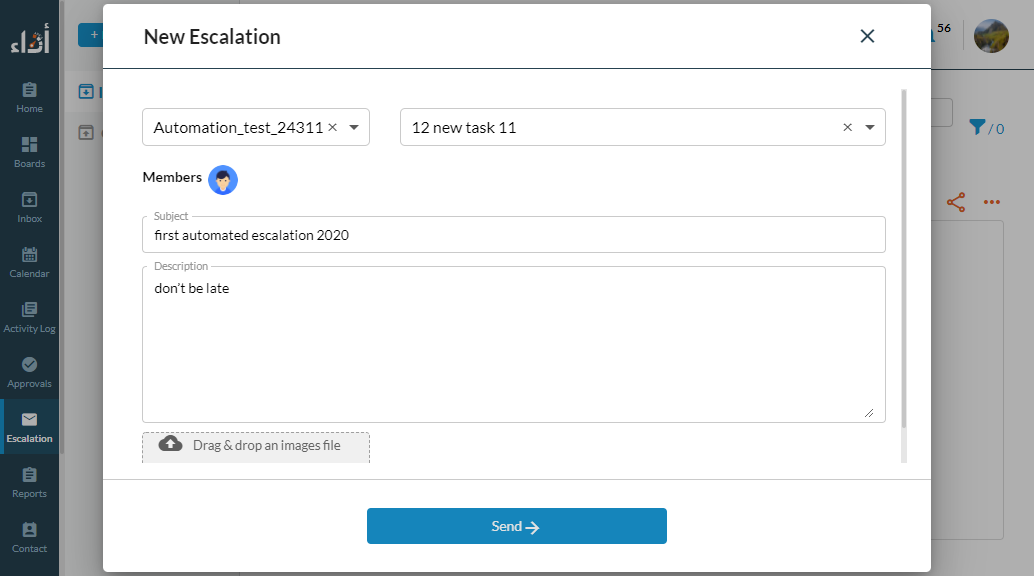 أداء
Home
Boards
Inbox
Calendar
Activity Log
Approvals
Escalation
Reports
Contact
+
56
/ 0
New Escalation
Automation_test_24311
12 new task 11
Members
Subject
first automated escalation 2020
Description
don't be late
Drag & drop an images file
Send